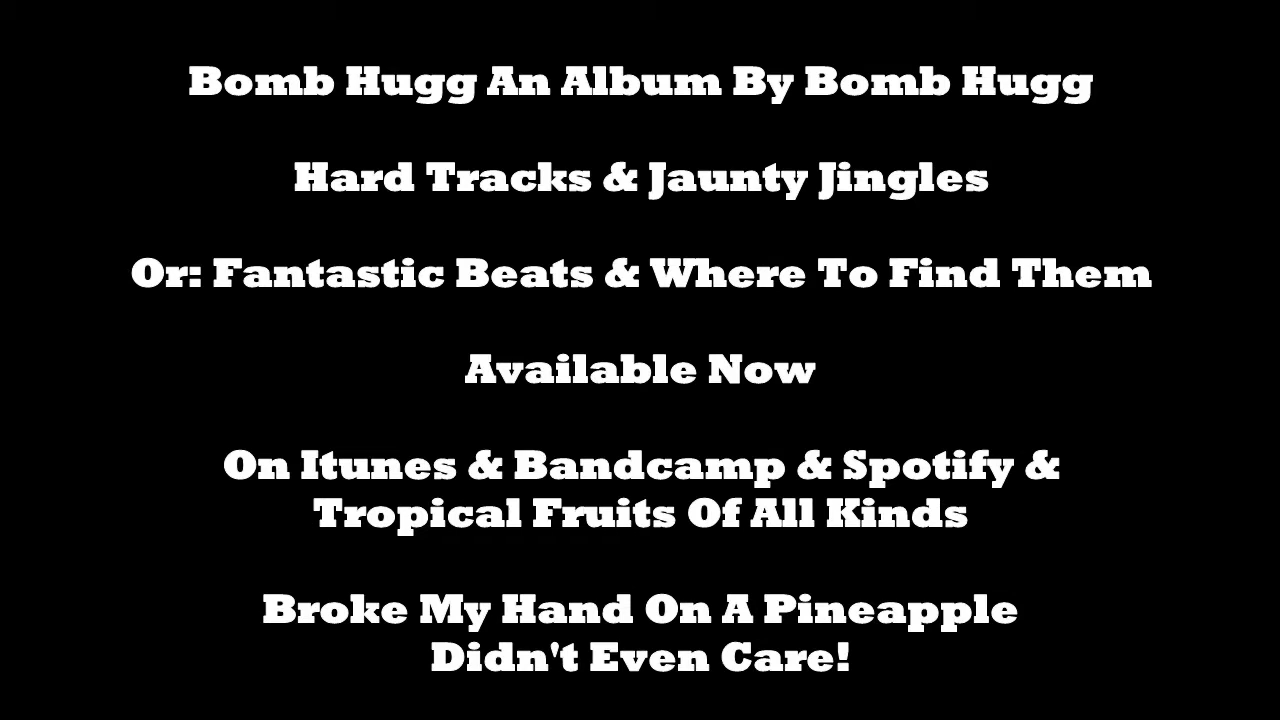 Bomb Hugg An Album By Bomb Hugg
Hard Tracks & Jaunty Jingles
Or: Fantastic Beats & Where To Find Them
Available Now
On Itunes & Bandcamp & Spotify &
Tropical Fruits Of All Kinds
Broke My Hand On A Pineapple
Didn't Even Care!